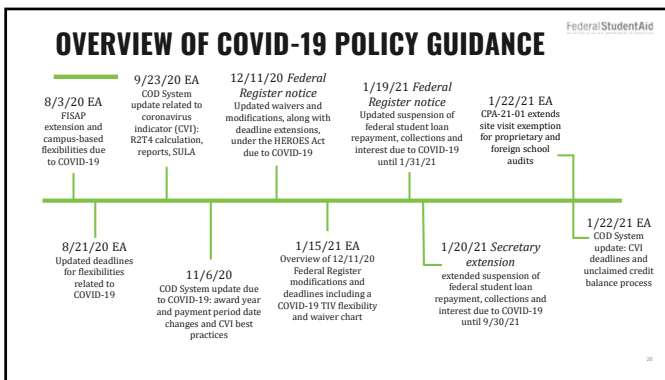 FederalStudentAid
OVERVIEW OF COVID-19 POLICY GUIDANCE
8/3/20 EA
FISAP
extension and
campus-based
flexibilities due
to COVID-19
9/23/20 EA
COD System
update related to
coronavirus
indicator (CVI):
R2T4 calculation,
reports, SULA
12/11/20 Federal
Register notice
Updated waivers and
modifications, along with
deadline extensions,
under the HEROES Act
due to COVID-19
1/19/21 Federal
Register notice
Updated suspension of
federal student loan
repayment, collections and
interest due to COVID-19
until 1/31/21
1/22/21 EA
CPA-21-01 extends
site visit exemption
for proprietary and
foreign school
audits
8/21/20 EA
Updated deadlines
for flexibilities
related to
COVID-19
11/6/20
COD System update due
to COVID-19: award year
and payment period date
changes and CVI best
practices
1/15/21 EA
Overview of 12/11/20
Federal Register
modifications and
deadlines including a
COVID-19 TIV flexibility
and waiver chart
1/20/21 Secretary
extension
extended suspension of
federal student loan
repayment, collections and
interest due to COVID-19
until 9/30/21
1/22/21 EA
COD System
update: CVI
deadlines and
unclaimed credit
balance process